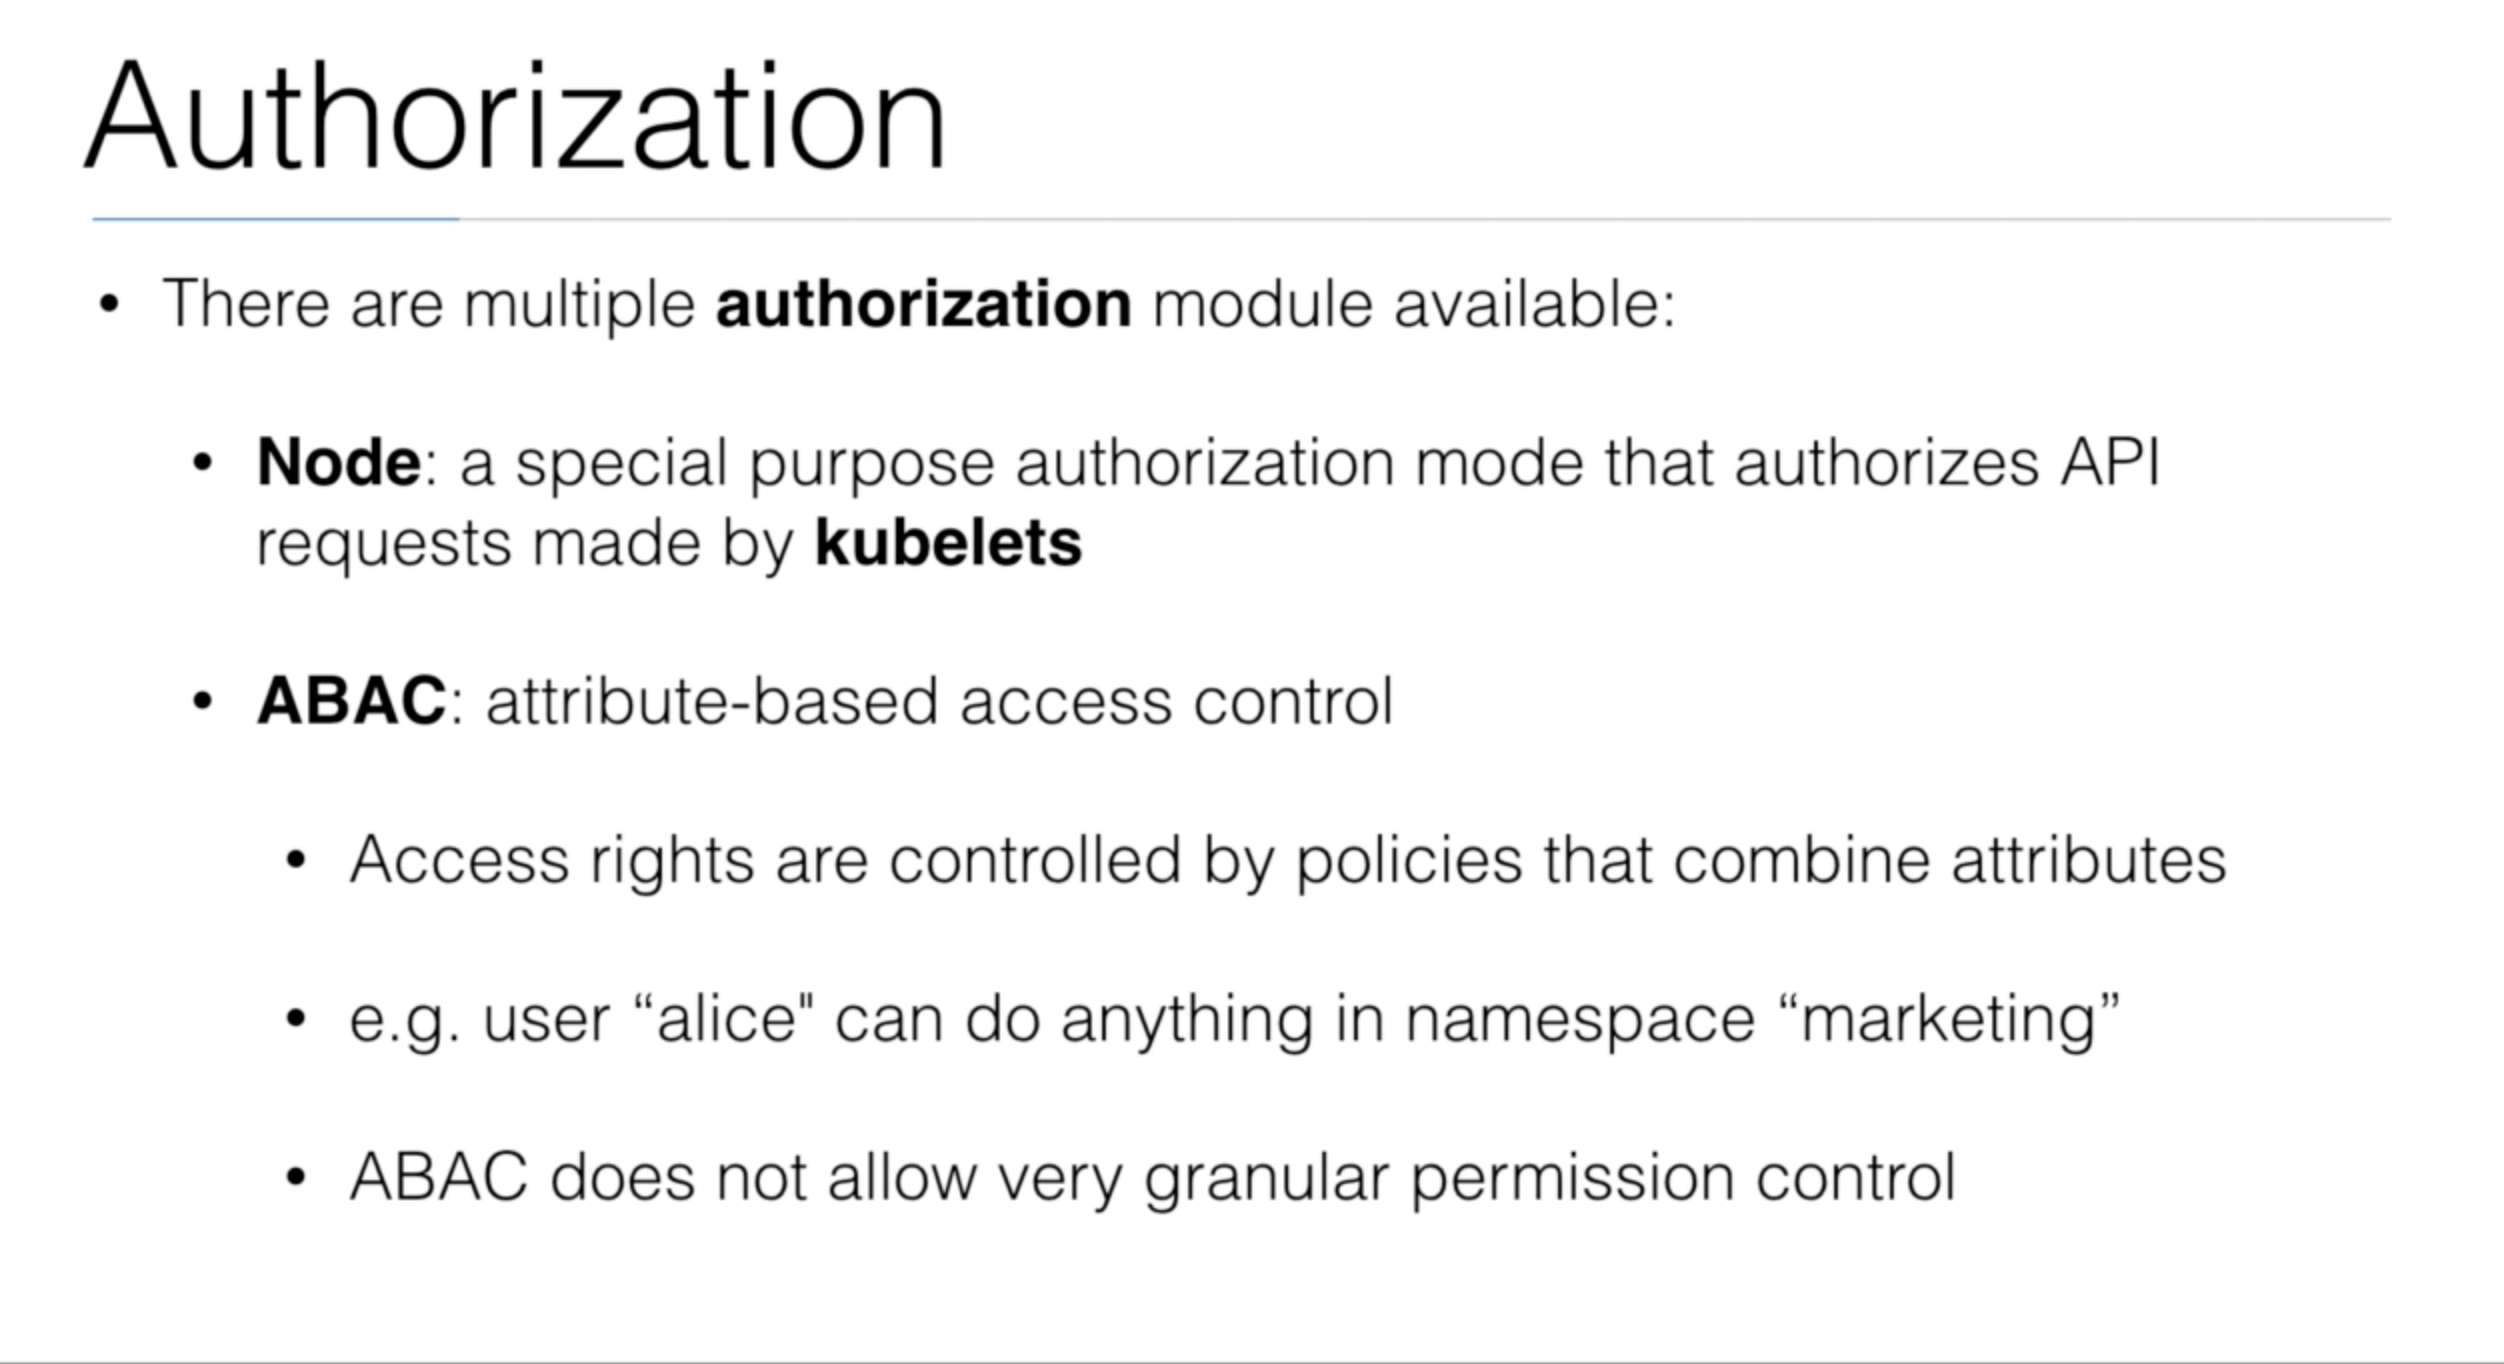 Authorization
• There are multiple authorization module available:
• Node: a special purpose authorization mode that authorizes API
requests made by kubelets
• ABAC: attribute-based access control
• Access rights are controlled by policies that combine attributes
• e.g. user “alice" can do anything in namespace “marketing”
• ABAC does not allow very granular permission control